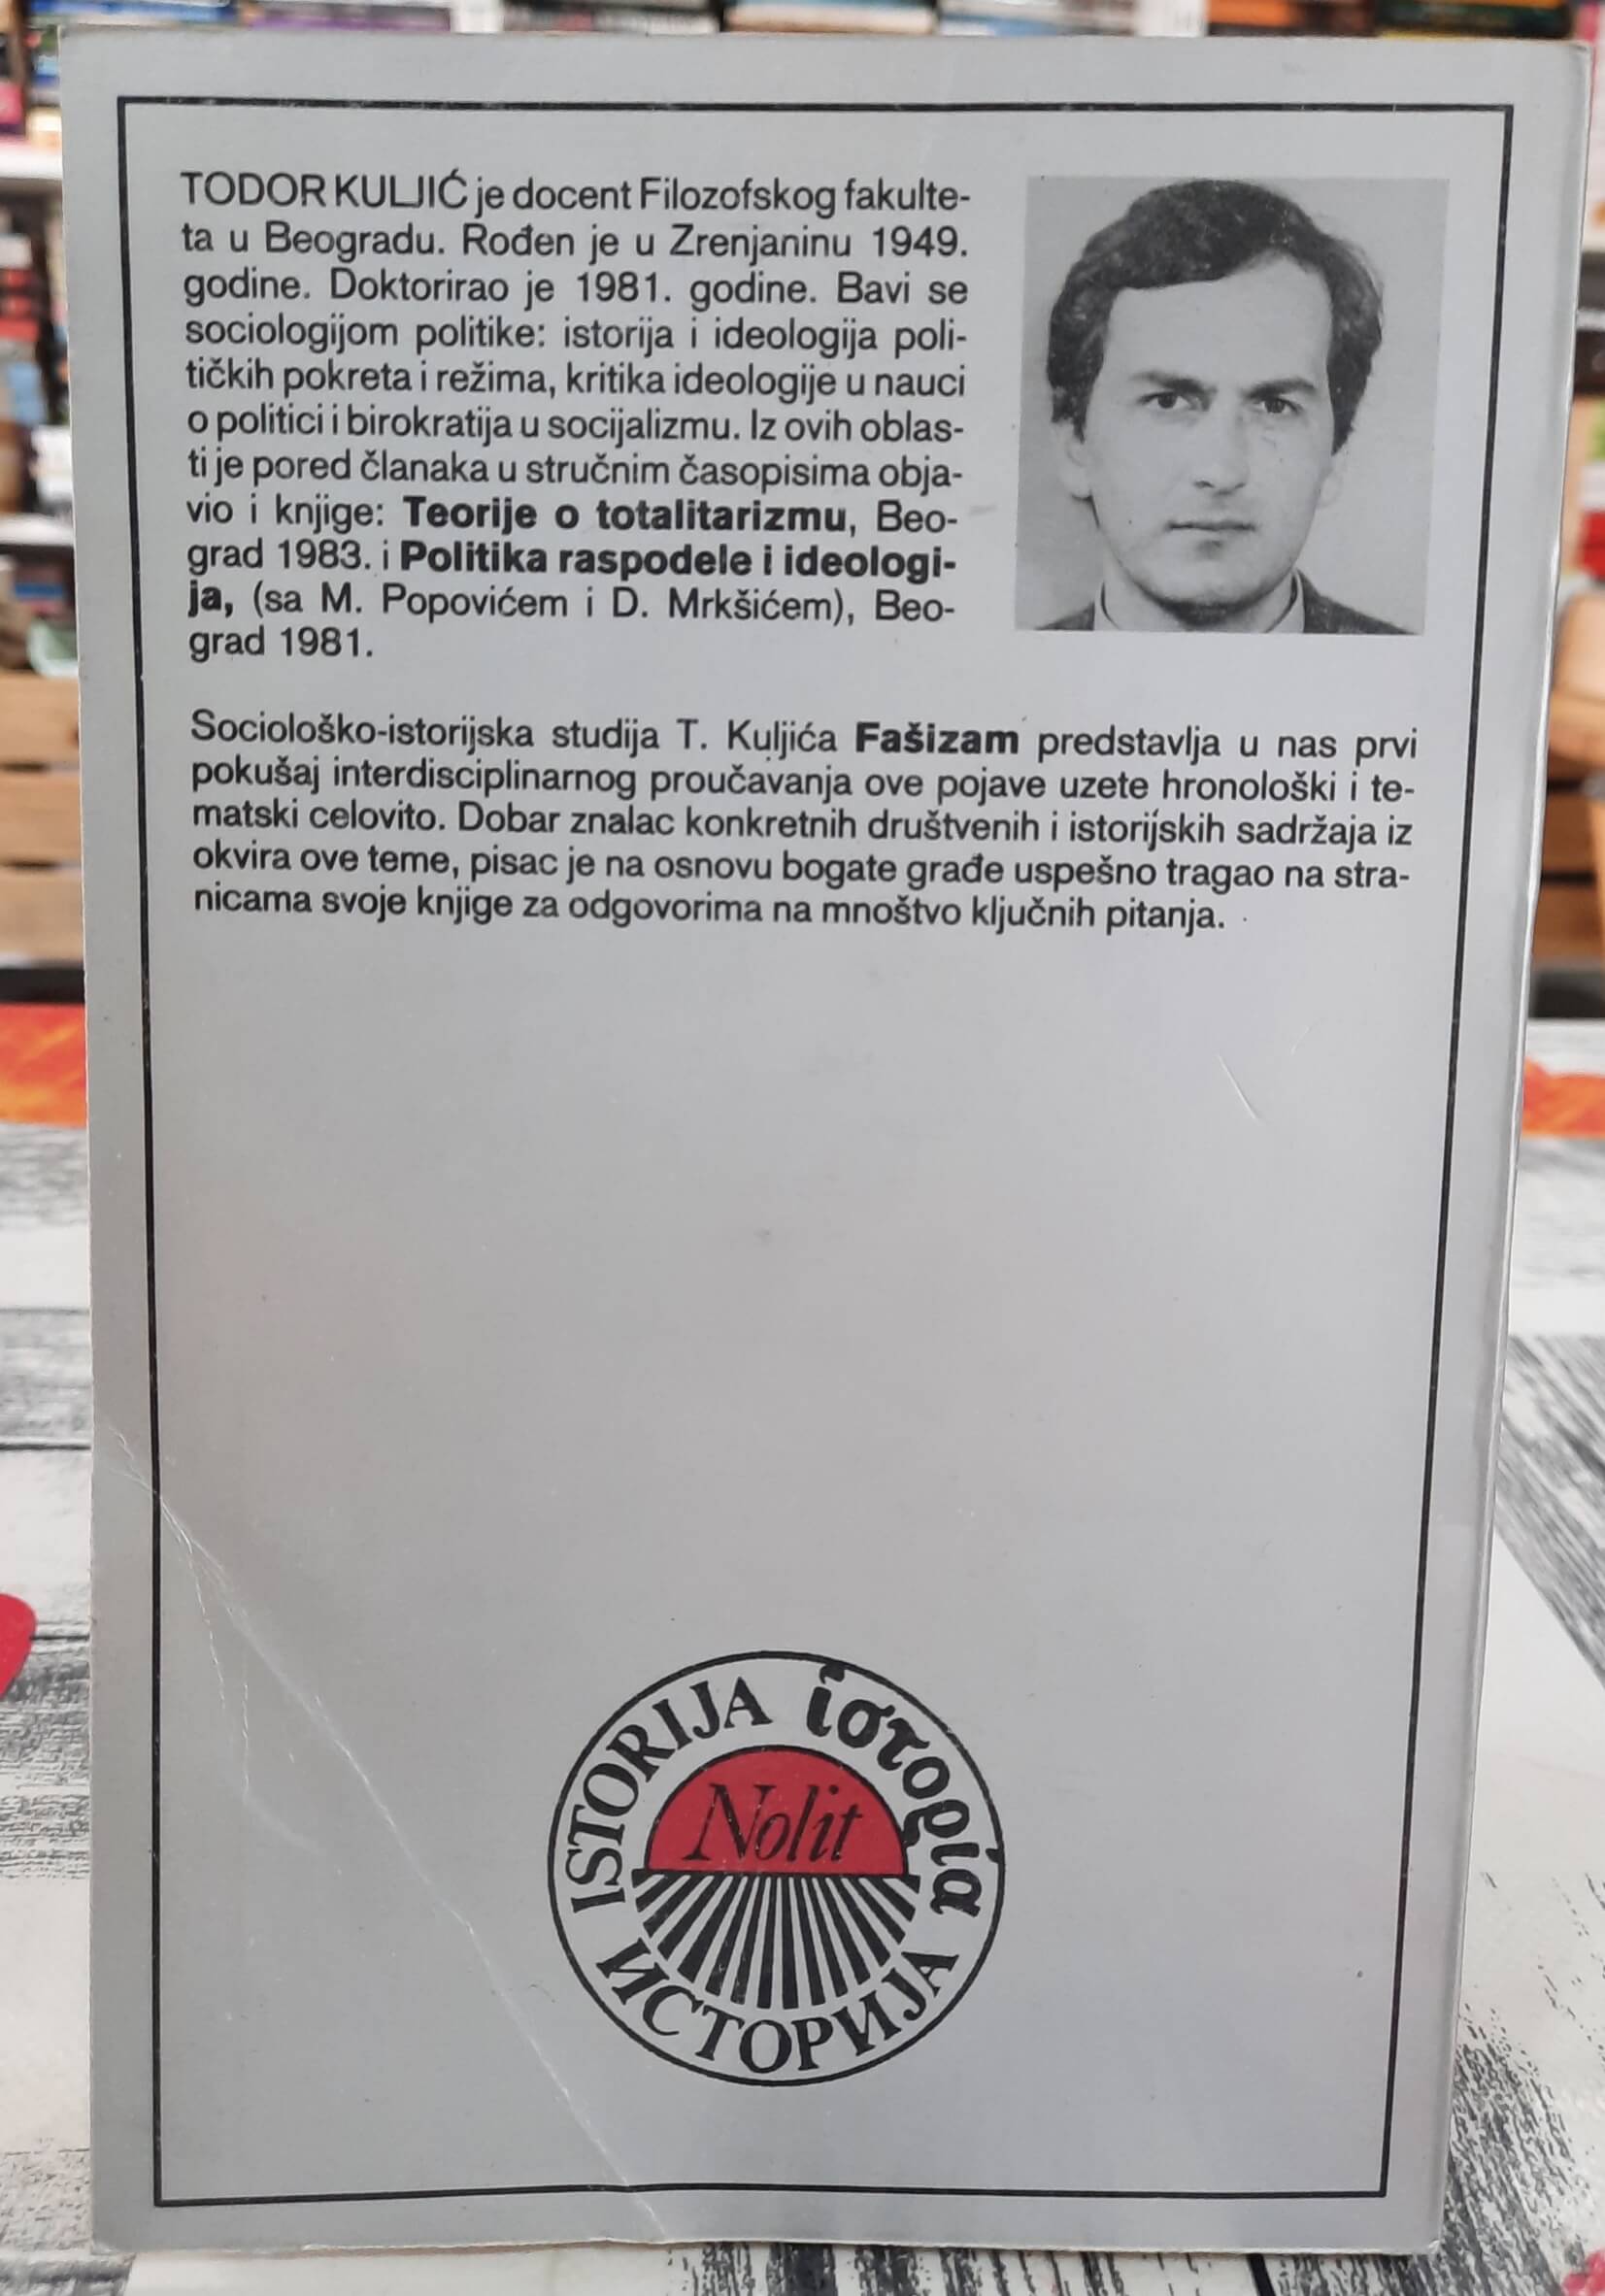 TODOR KULJIĆ je docent Filozofskog fakulte-
ta u Beogradu. Rođen je u Zrenjaninu 1949.
godine. Doktorirao je 1981. godine. Bavi se
sociologijom politike: istorija i ideologija poli-
tičkih pokreta i režima, kritika ideologije u nauci
o politici i birokratija u socijalizmu. Iz ovih oblas-
ti je pored članaka u stručnim časopisima obja-
vio i knjige: Teorije o totalitarizmu, Beo-
grad 1983. i Politika raspodele i ideologi-
ja, (sa M. Popovićem i D. Mrkšićem), Beo-
grad 1981.
Sociološko-istorijska studija T. Kuljića Fašizam predstavlja u nas prvi
pokušaj interdisciplinarnog proučavanja ove pojave uzete hronološki i te-
matski celovito. Dobar znalac konkretnih društvenih i istorijskih sadržaja iz
okvira ove teme, pisac je na osnovu bogate građe uspešno tragao na stra-
nicama svoje knjige za odgovorima na mnoštvo ključnih pitanja.
ISTORIJA ἱστορία
Nolit
ИСТОРИЈА